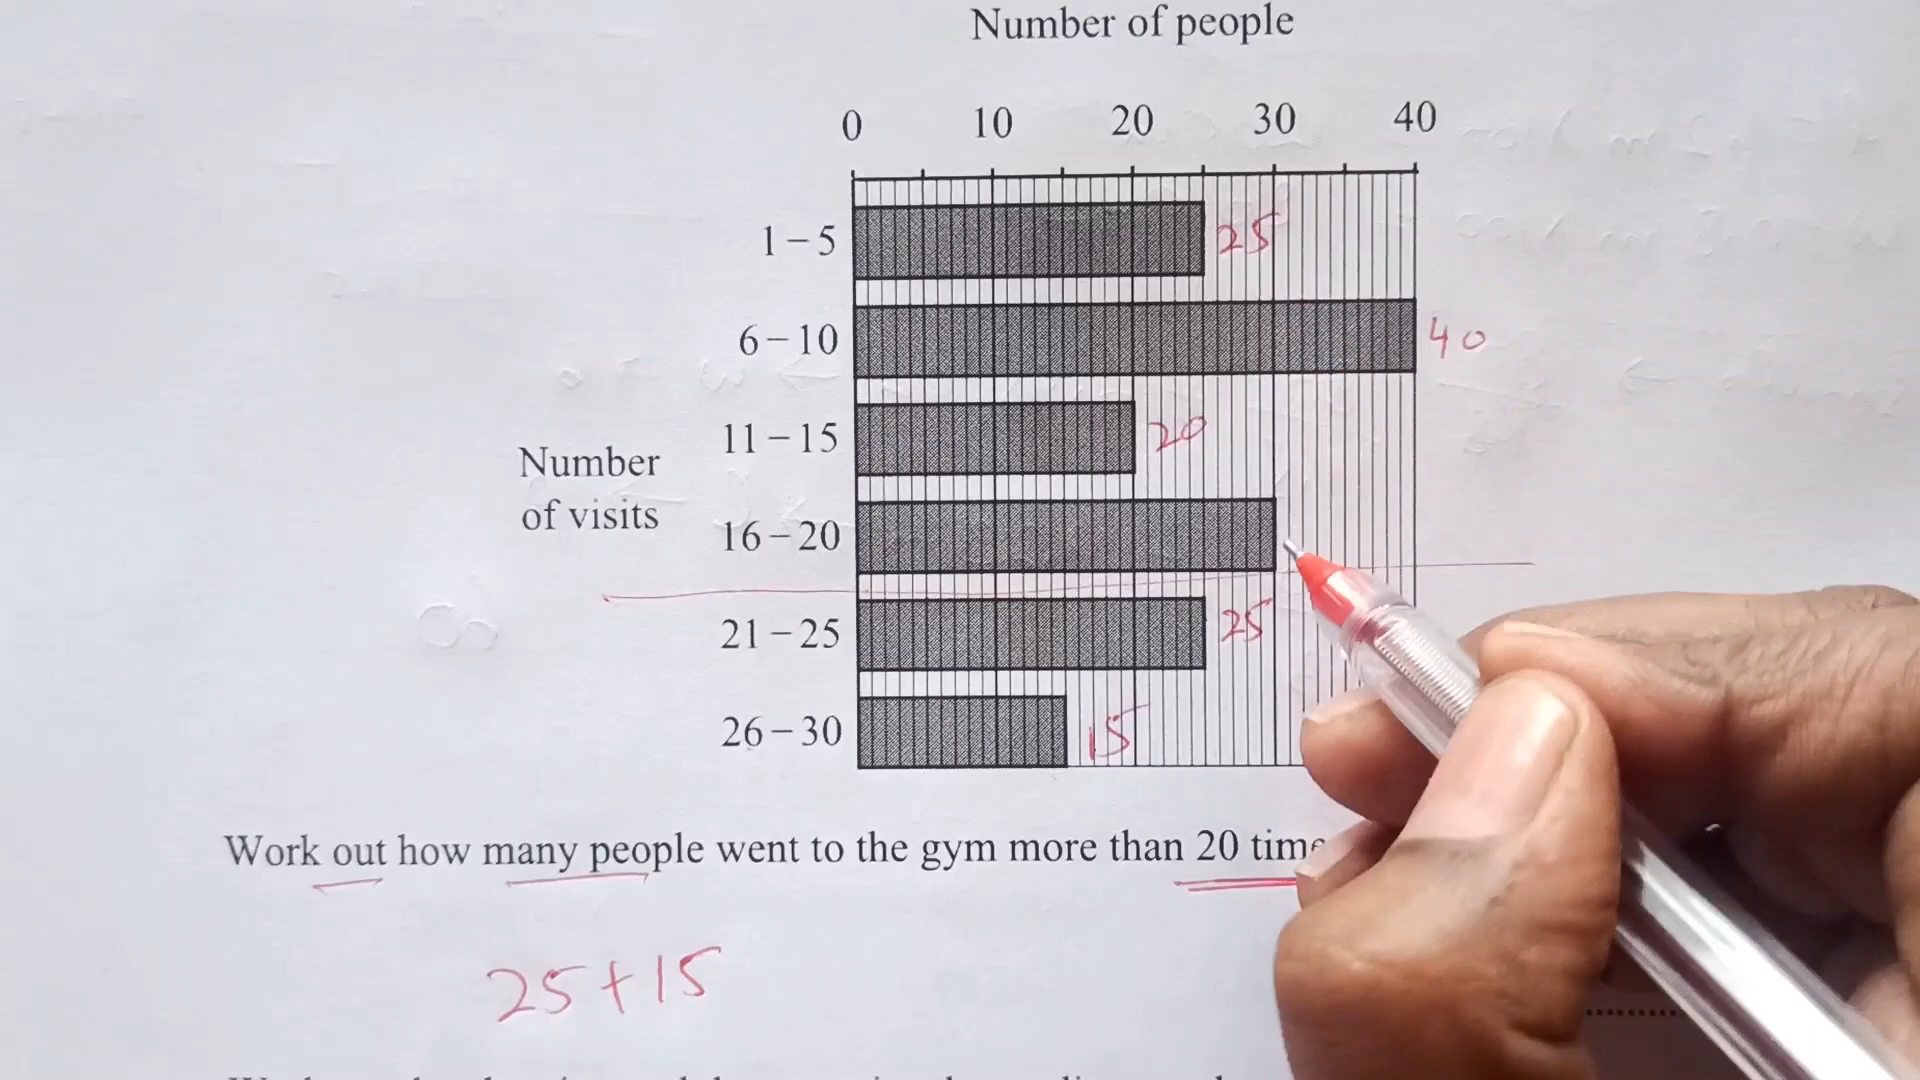 Number of people
0 10 20 30 40
1–5 25
6–10 40
11–15 20
Number
of visits
16–20
21–25 25
26–30 15
Work out how many people went to the gym more than 20
25+15